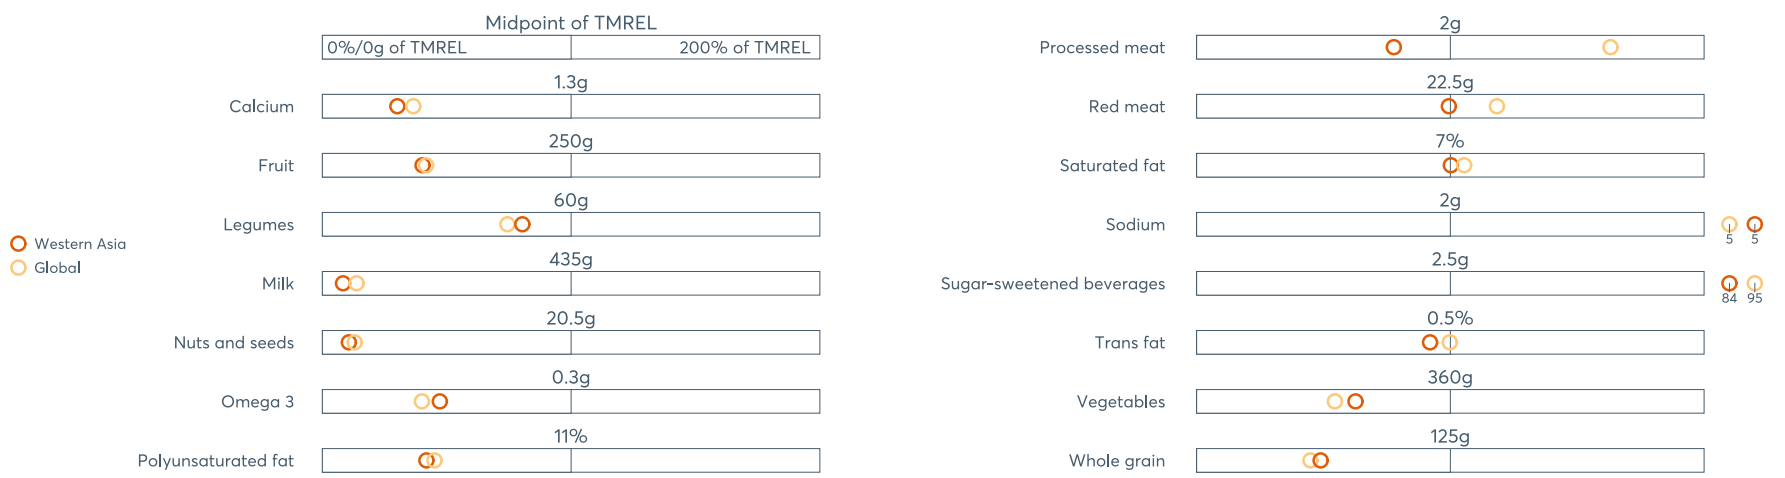 Midpoint of TMREL
0%/0g of TMREL 200% of TMREL
1.3g
Calcium
250g
Fruit
60g
Legumes
435g
Milk
20.5g
Nuts and seeds
0.3g
Omega 3
11%
Polyunsaturated fat
Western Asia
Global
2g
Processed meat
22.5g
Red meat
7%
Saturated fat
2g
Sodium
5 5
2.5g
Sugar-sweetened beverages
84 95
0.5%
Trans fat
360g
Vegetables
125g
Whole grain